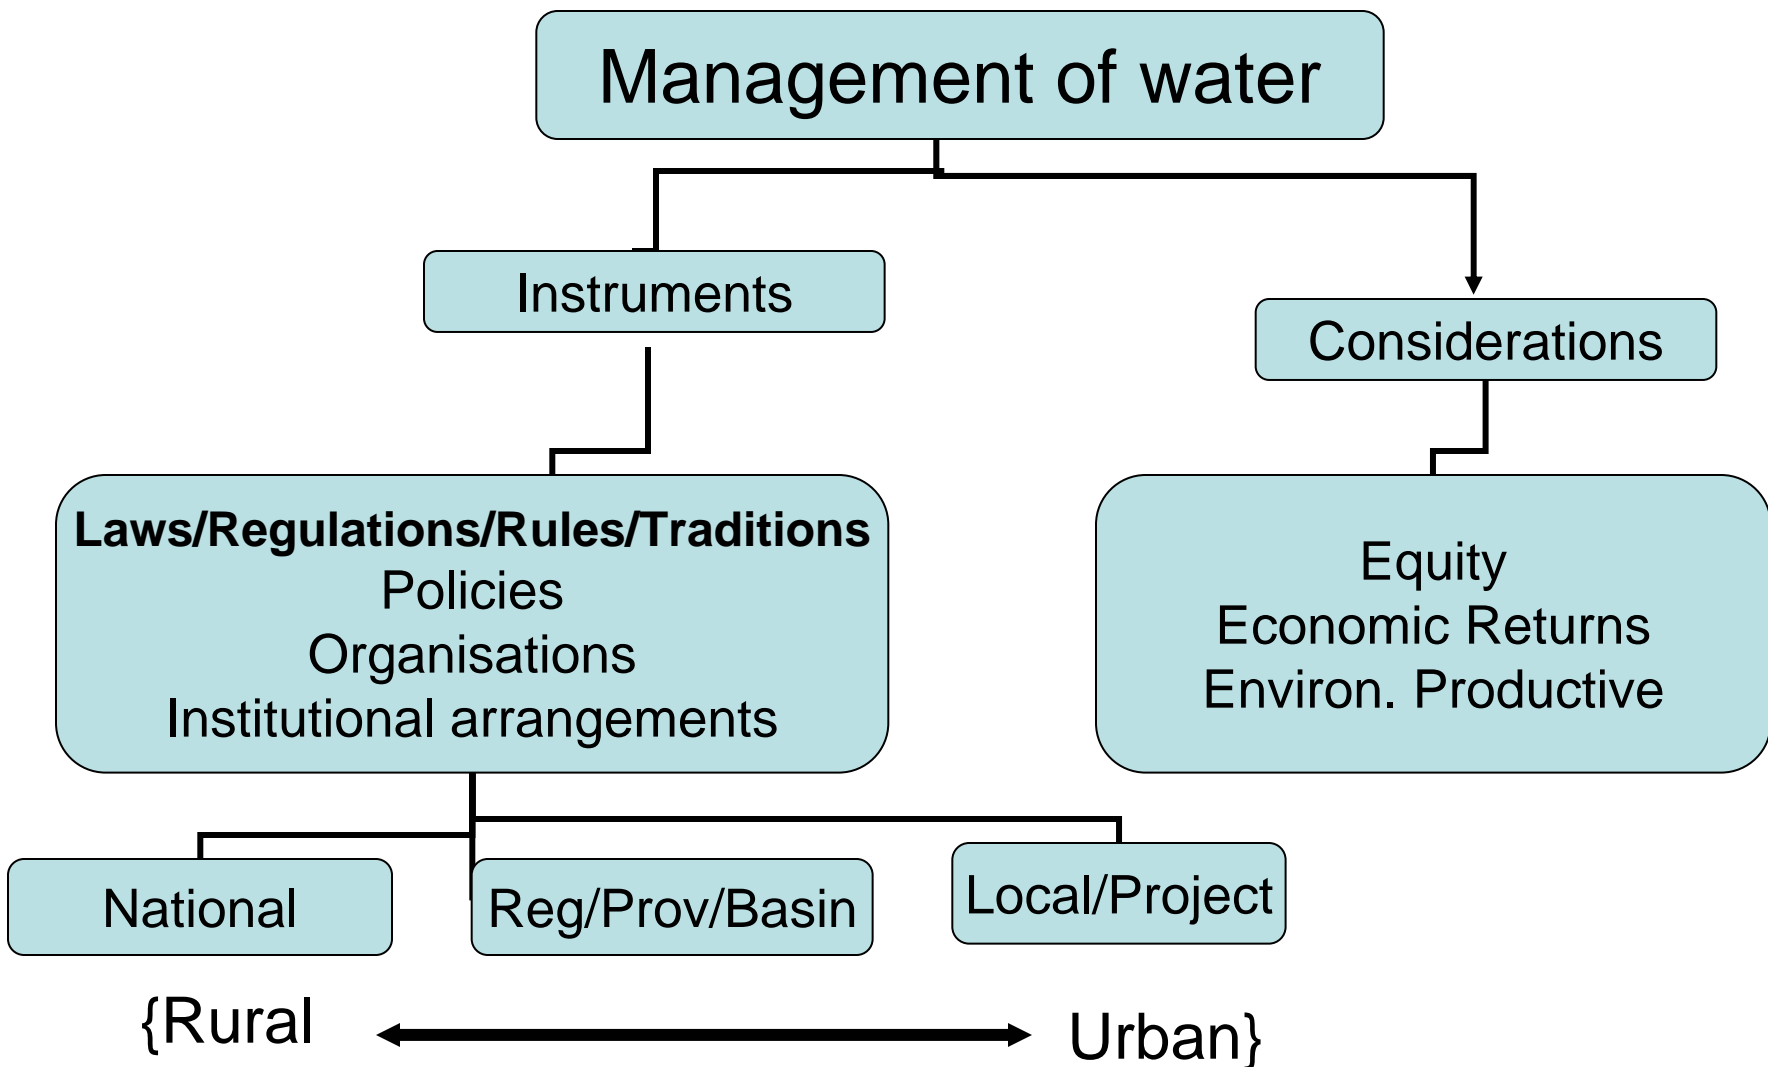 Management of water
Instruments
Considerations
Laws/Regulations/Rules/Traditions
Policies
Organisations
Institutional arrangements
Equity
Economic Returns
Environ. Productive
National
Reg/Prov/Basin
Local/Project
{Rural
Urban}